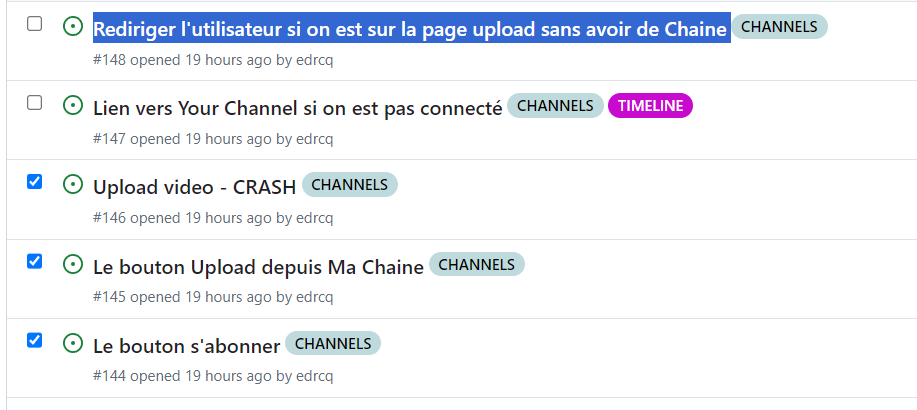 Rediriger l'utilisateur si on est sur la page upload sans avoir de Chaine CHANNELS
#148 opened 19 hours ago by edrcq
Lien vers Your Channel si on est pas connecté CHANNELS TIMELINE
#147 opened 19 hours ago by edrcq
Upload video - CRASH CHANNELS
#146 opened 19 hours ago by edrcq
Le bouton Upload depuis Ma Chaine CHANNELS
#145 opened 19 hours ago by edrcq
Le bouton s'abonner CHANNELS
#144 opened 19 hours ago by edrcq